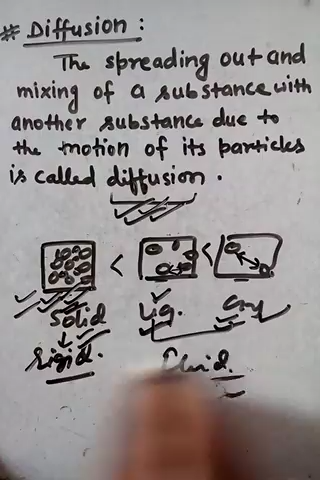 # Diffusion :
The spreading out and
mixing of a substance with
another substance due to
the motion of its particles
is called diffusion .
< <
Solid Liq. Gas
Rigid. Fluid.